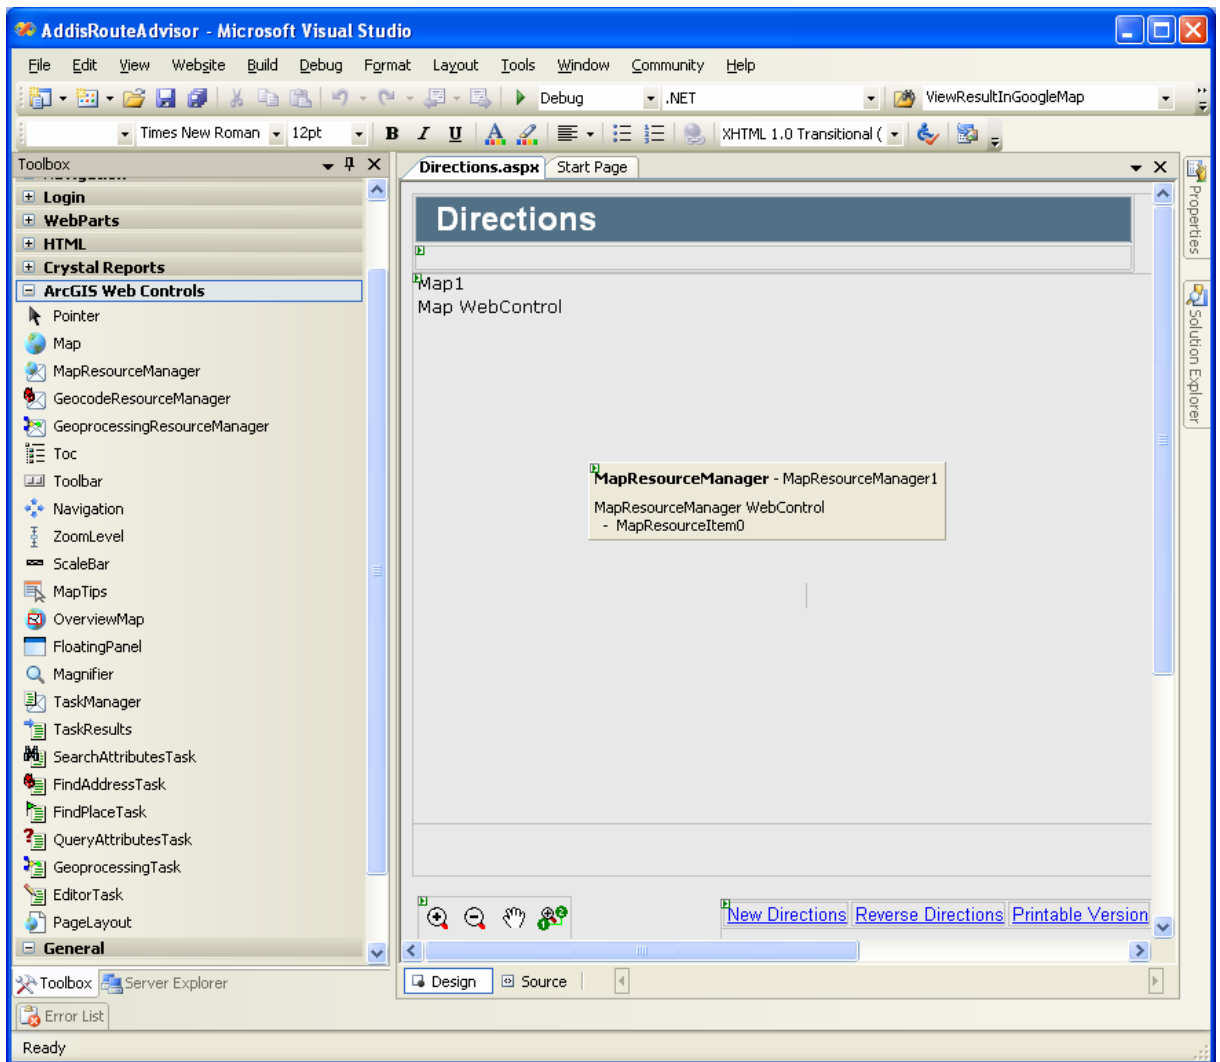 AddisRouteAdvisor - Microsoft Visual Studio
File Edit View Website Build Debug Format Layout Tools Window Community Help
Debug .NET ViewResultInGoogleMap
Times New Roman 12pt B I U A XHTML 1.0 Transitional (
Toolbox
Directions.aspx Start Page
Login
WebParts
HTML
Crystal Reports
ArcGIS Web Controls
Pointer
Map
MapResourceManager
GeocodeResourceManager
GeoprocessingResourceManager
Toc
Toolbar
Navigation
ZoomLevel
ScaleBar
MapTips
OverviewMap
FloatingPanel
Magnifier
TaskManager
TaskResults
SearchAttributesTask
FindAddressTask
FindPlaceTask
QueryAttributesTask
GeoprocessingTask
EditorTask
PageLayout
General
Toolbox Server Explorer
Directions
Map1
Map WebControl
MapResourceManager - MapResourceManager1
MapResourceManager WebControl
- MapResourceItem0
New Directions Reverse Directions Printable Version
Design Source
Properties
Solution Explorer
Error List
Ready